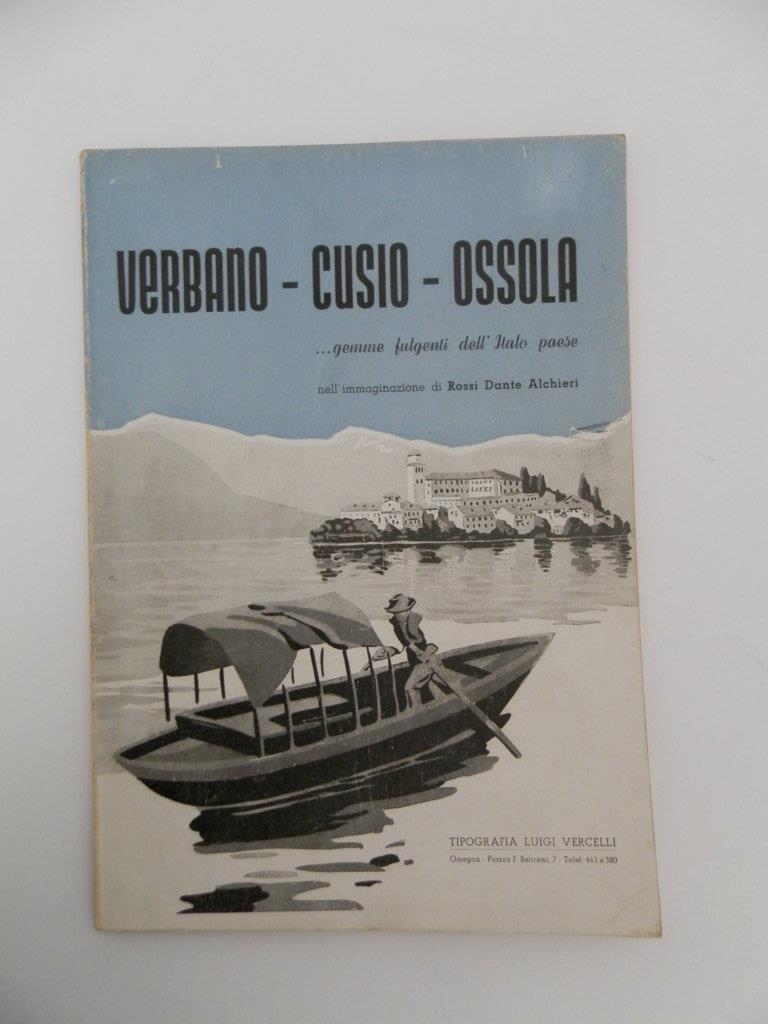 VERBANO - CUSIO - OSSOLA
...gemme fulgenti dell'Italo paese
nell'immaginazione di Rossi Dante Alchieri
TIPOGRAFIA LUIGI VERCELLI
Omegna - Piazza F. Beltrami, 7 - Telef. 443 e 380